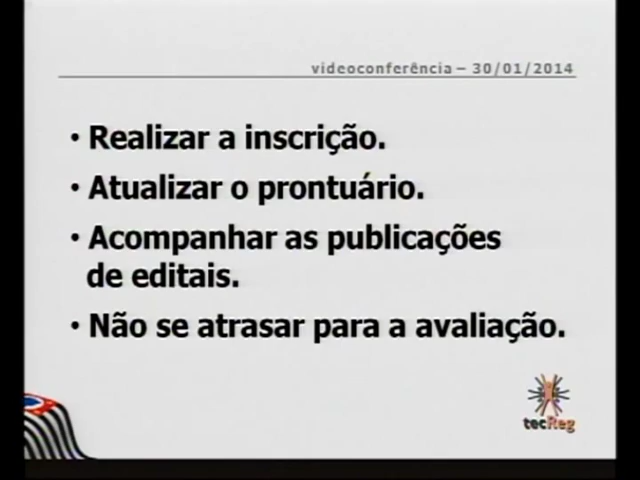 videoconferência – 30/01/2014
• Realizar a inscrição.
• Atualizar o prontuário.
• Acompanhar as publicações
de editais.
• Não se atrasar para a avaliação.
tecReg